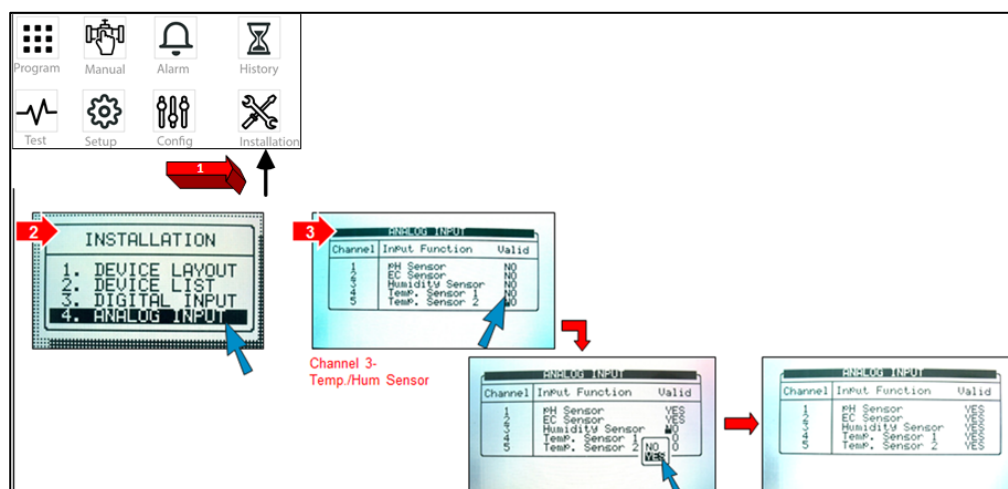 Program Manual Alarm History
Test Setup Config Installation
1
2
INSTALLATION
1. DEVICE LAYOUT
2. DEVICE LIST
3. DIGITAL INPUT
4. ANALOG INPUT
3
ANALOG INPUT
Channel Input Function Valid
1 pH Sensor NO
2 EC Sensor NO
3 Humidity Sensor NO
4 Temp. Sensor 1 NO
5 Temp. Sensor 2 NO
Channel 3-
Temp./Hum Sensor
ANALOG INPUT
Channel Input Function Valid
1 pH Sensor YES
2 EC Sensor YES
3 Humidity Sensor NO
4 Temp. Sensor 1
5 Temp. Sensor 2
NO
YES
ANALOG INPUT
Channel Input Function Valid
1 pH Sensor YES
2 EC Sensor YES
3 Humidity Sensor YES
4 Temp. Sensor 1 YES
5 Temp. Sensor 2 YES